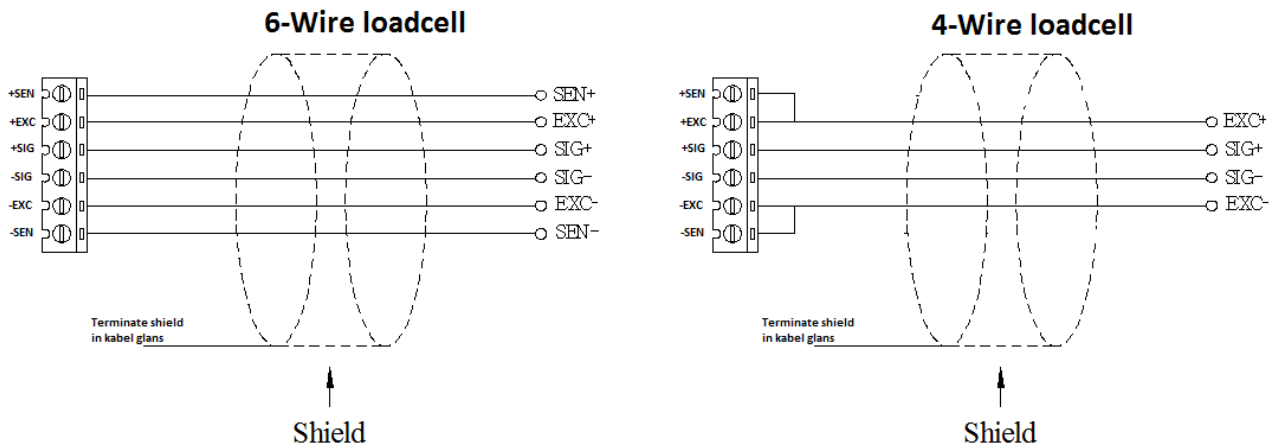 6-Wire loadcell
+SEN
+EXC
+SIG
-SIG
-EXC
-SEN
SEN+
EXC+
SIG+
SIG-
EXC-
SEN-
Terminate shield
in kabel glans
Shield
4-Wire loadcell
+SEN
+EXC
+SIG
-SIG
-EXC
-SEN
EXC+
SIG+
SIG-
EXC-
Terminate shield
in kabel glans
Shield